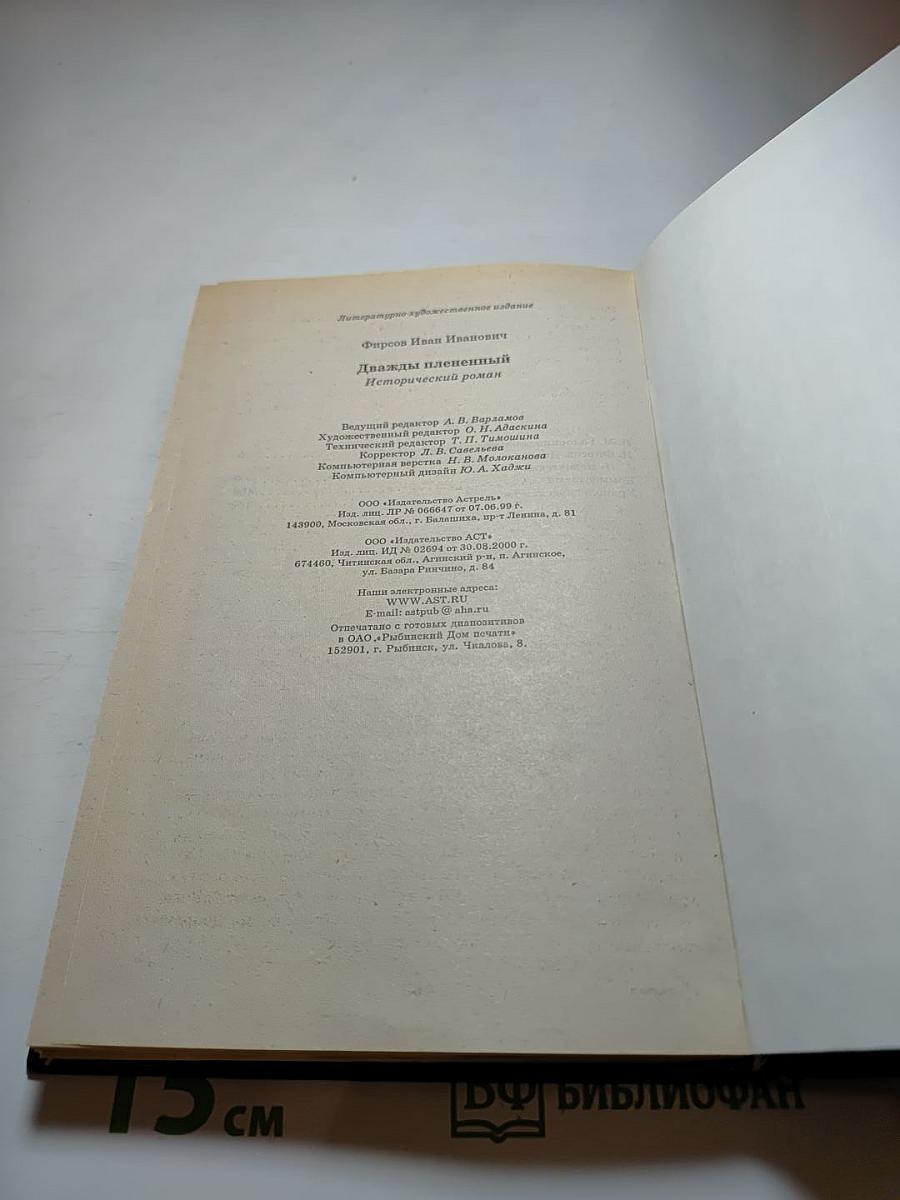 Литературно-художественное издание
Фирсов Иван Иванович
Дважды плененный
Исторический роман
Ведущий редактор А. В. Варламов
Художественный редактор О. Н. Адаскина
Технический редактор Т. П. Тимошина
Корректор Л. В. Савельева
Компьютерная верстка Н. В. Молоканова
Компьютерный дизайн Ю. А. Хаджи
ООО «Издательство Астрель»
Изд. лиц. ЛР № 066647 от 07.06.99 г.
143900, Московская обл., г. Балашиха, пр-т Ленина, д. 81
ООО «Издательство АСТ»
Изд. лиц. ИД № 02694 от 30.08.2000 г.
674460, Читинская обл., Агинский р-н, п. Агинское,
ул. Базара Ринчино, д. 84
Наши электронные адреса:
WWW.AST.RU
E-mail: astpub@aha.ru
Отпечатано с готовых диапозитивов
в ОАО «Рыбинский Дом печати»
152901, г. Рыбинск, ул. Чкалова, 8.
15 см
БФ БИБЛИОФАН